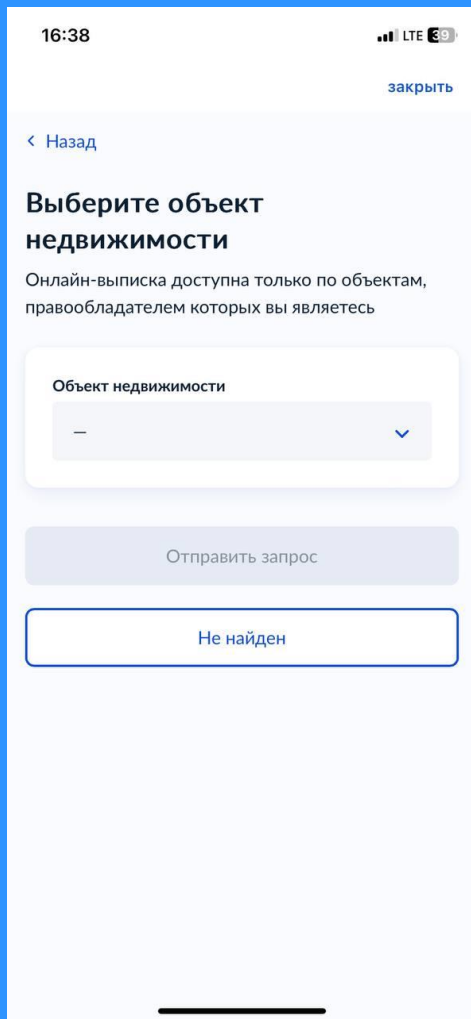 16:38
LTE 39
закрыть
Назад
Выберите объект
недвижимости
Онлайн-выписка доступна только по объектам,
правообладателем которых вы являетесь
Объект недвижимости
—
Отправить запрос
Не найден